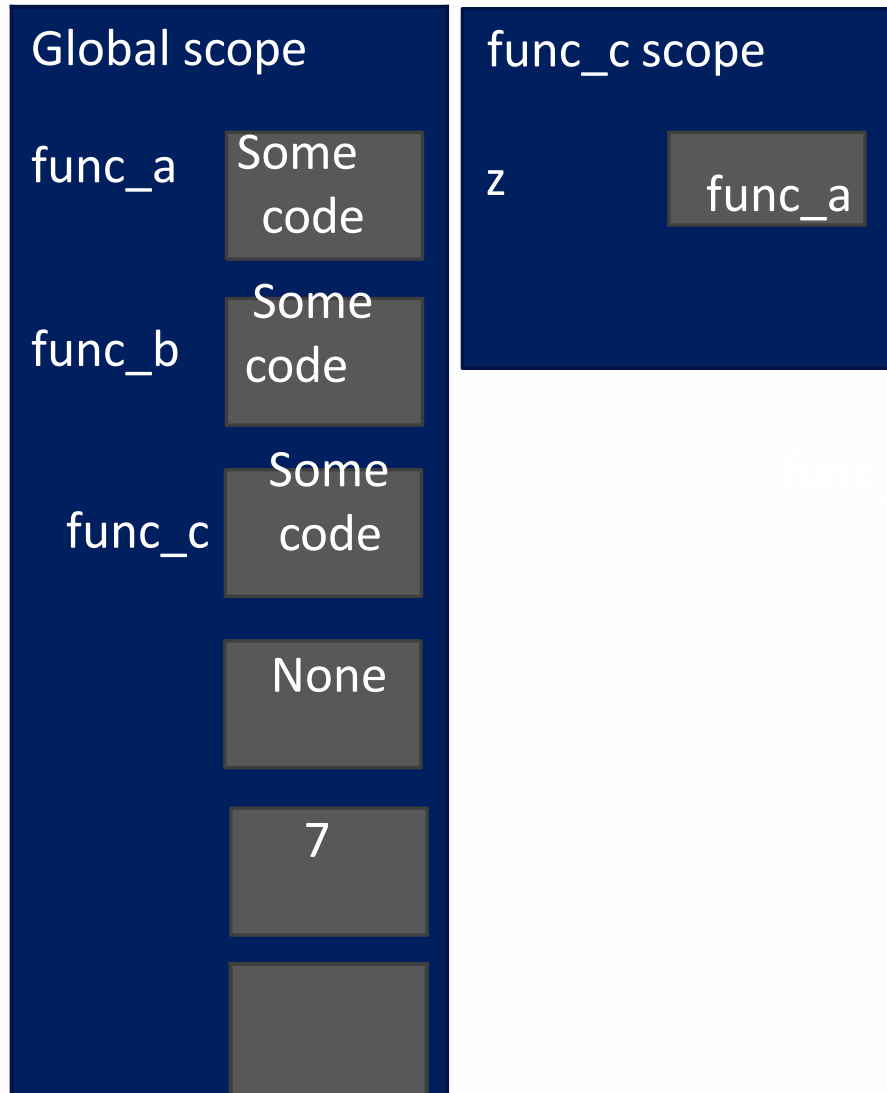 Global scope
func_a
Some
code
func_b
Some
code
func_c
Some
code
None
7
func_c scope
z
func_a